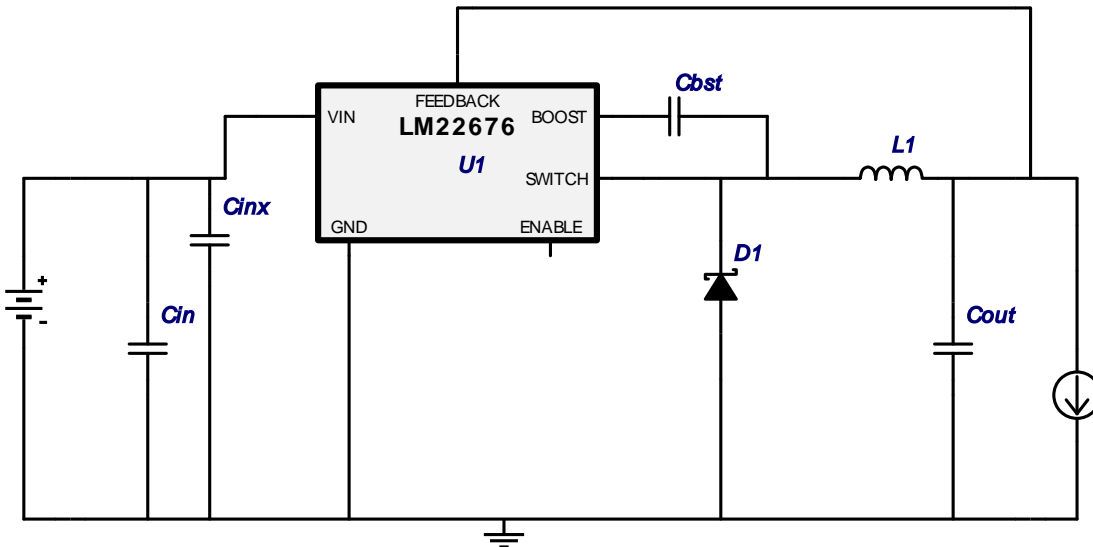 Cbst
FEEDBACK
VIN
BOOST
LM22676
U1
L1
SWITCH
Cinx
GND
ENABLE
D1
+
-
Cin
Cout